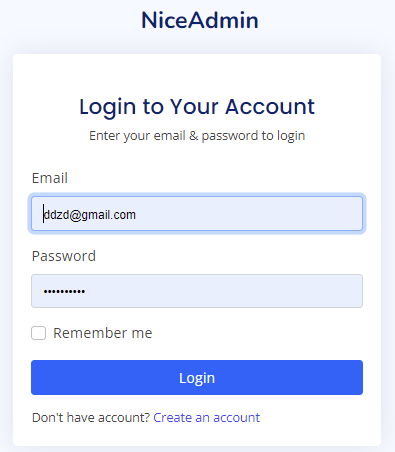 NiceAdmin
Login to Your Account
Enter your email & password to login
Email
ddzd@gmail.com
Password
••••••••••
Remember me
Login
Don't have account? Create an account